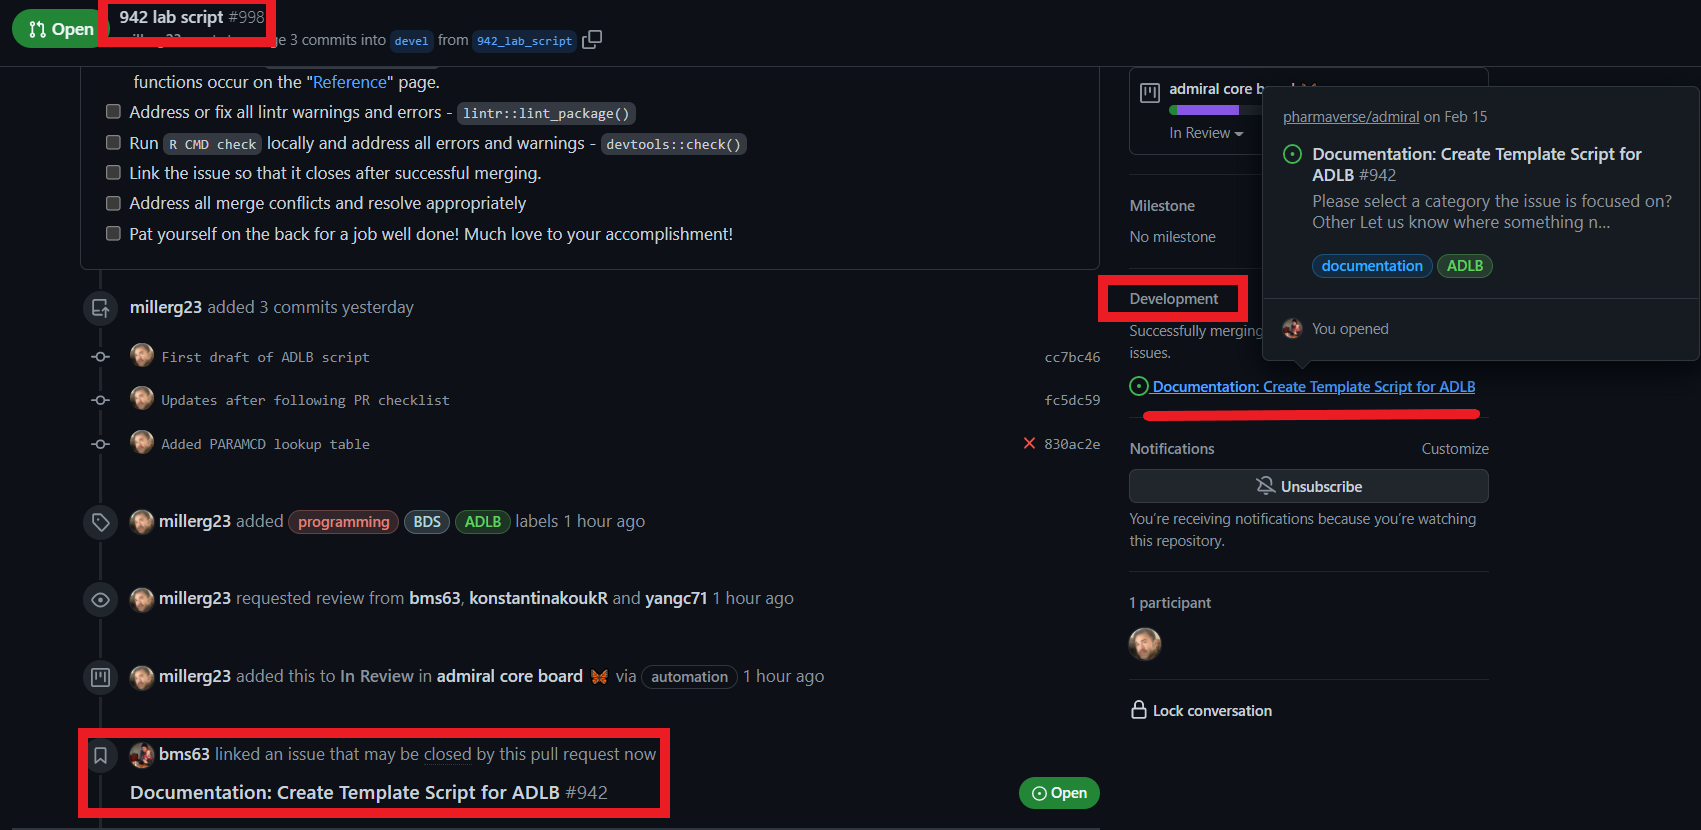 Open
942 lab script #998
3 commits into devel from 942_lab_script
functions occur on the "Reference" page.
Address or fix all lintr warnings and errors - lintr::lint_package()
Run R CMD check locally and address all errors and warnings - devtools::check()
Link the issue so that it closes after successful merging.
Address all merge conflicts and resolve appropriately
Pat yourself on the back for a job well done! Much love to your accomplishment!
millerg23 added 3 commits yesterday
First draft of ADLB script cc7bc46
Updates after following PR checklist fc5dc59
Added PARAMCD lookup table 830ac2e
millerg23 added programming BDS ADLB labels 1 hour ago
millerg23 requested review from bms63, konstantinakoukR and yangc71 1 hour ago
millerg23 added this to In Review in admiral core board via automation 1 hour ago
bms63 linked an issue that may be closed by this pull request now
Documentation: Create Template Script for ADLB #942
Open
admiral core b
In Review
Milestone
No milestone
Development
Successfully merging
issues.
Documentation: Create Template Script for ADLB
Notifications Customize
Unsubscribe
You're receiving notifications because you're watching
this repository.
1 participant
Lock conversation
pharmaverse/admiral on Feb 15
Documentation: Create Template Script for
ADLB #942
Please select a category the issue is focused on?
Other Let us know where something n...
documentation ADLB
You opened